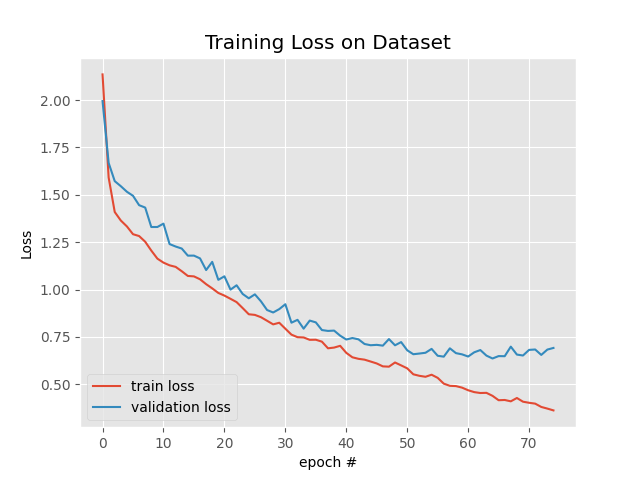 Training Loss on Dataset
2.00
1.75
1.50
1.25
1.00
0.75
0.50
Loss
train loss
validation loss
0 10 20 30 40 50 60 70
epoch #